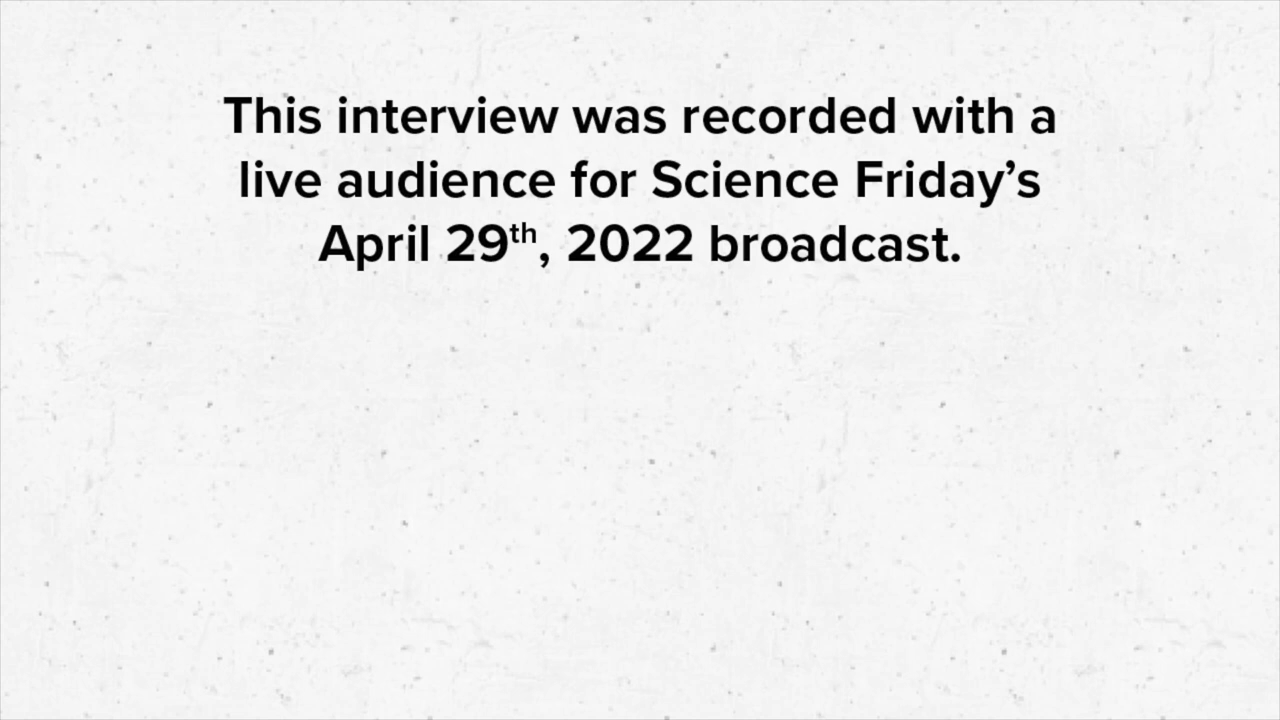 This interview was recorded with a
live audience for Science Friday’s
April 29th, 2022 broadcast.